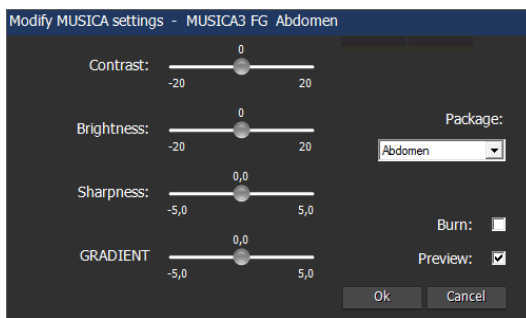 Modify MUSICA settings - MUSICA3 FG Abdomen
0
Contrast:
-20 20
0
Brightness:
-20 20
0,0
Sharpness:
-5,0 5,0
0,0
GRADIENT
-5,0 5,0
Package:
Abdomen
Burn:
Preview:
Ok Cancel